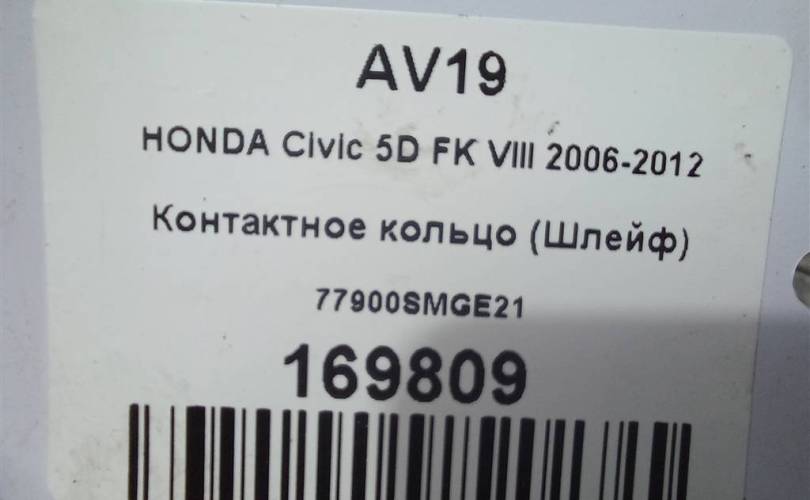 AV19
HONDA Civic 5D FK VIII 2006-2012
Контактное кольцо (Шлейф)
77900SMGE21
169809